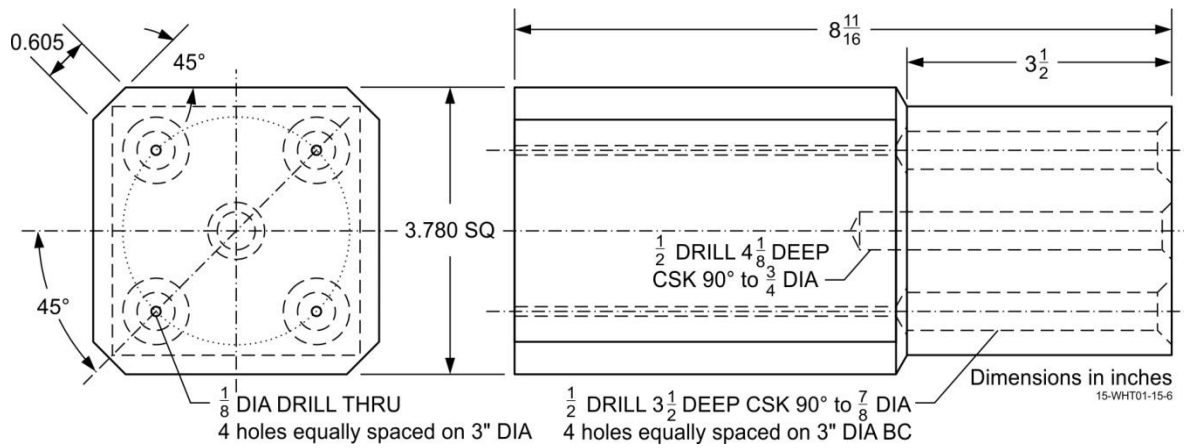 0.605
45°
8 11/16
3 1/2
3.780 SQ
1/2 DRILL 4 1/8 DEEP
CSK 90° to 3/4 DIA
45°
Dimensions in inches
15-WHT01-15-6
1/8 DIA DRILL THRU
4 holes equally spaced on 3" DIA
1/2 DRILL 3 1/2 DEEP CSK 90° to 7/8 DIA
4 holes equally spaced on 3" DIA BC